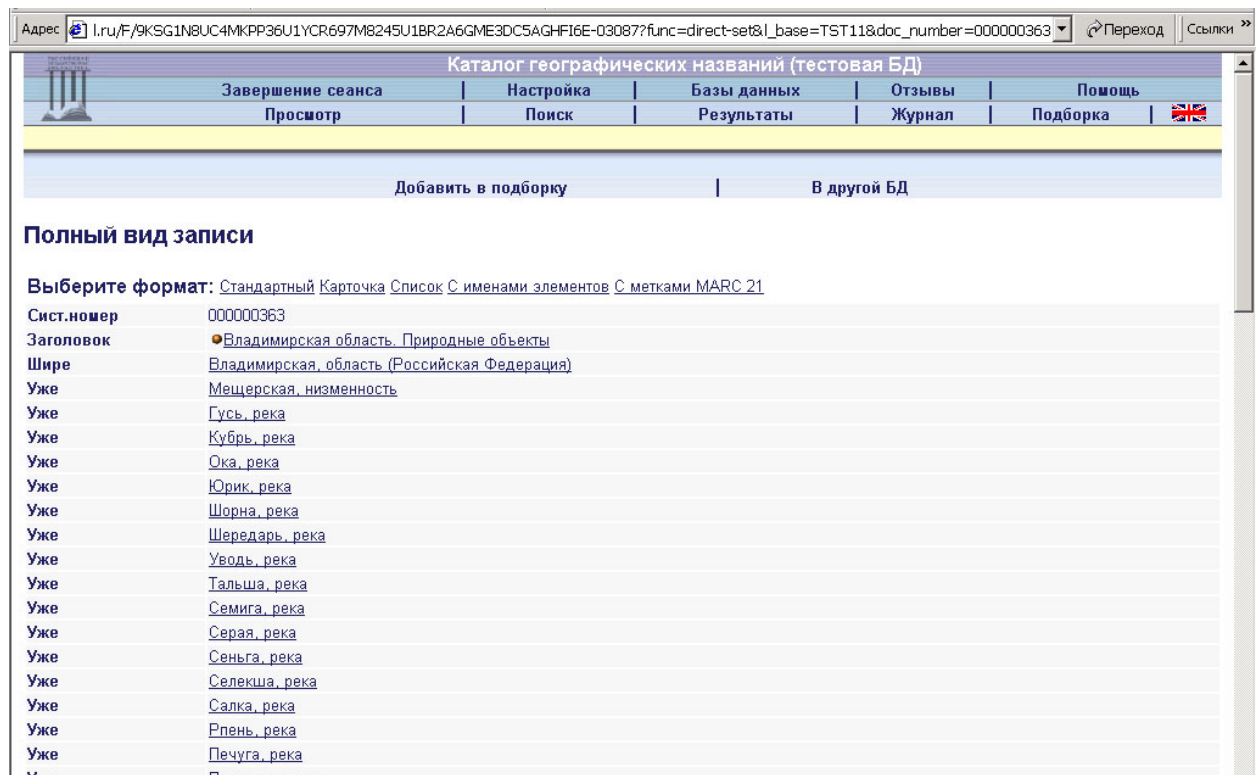 Адрес l.ru/F/9KSG1N8UC4MKPP36U1YCR697M8245U1BR2A6GME3DC5AGHFI6E-03087?func=direct-set&l_base=TST11&doc_number=000000363 Переход Ссылки »
Каталог географических названий (тестовая БД)
Завершение сеанса | Настройка | Базы данных | Отзывы | Помощь
Просмотр | Поиск | Результаты | Журнал | Подборка |
Добавить в подборку | В другой БД
Полный вид записи
Выберите формат: Стандартный Карточка Список С именами элементов С метками MARC 21
Сист.номер 000000363
Заголовок Владимирская область. Природные объекты
Шире Владимирская, область (Российская Федерация)
Уже Мещерская, низменность
Уже Гусь, река
Уже Кубрь, река
Уже Ока, река
Уже Юрик, река
Уже Шорна, река
Уже Шередарь, река
Уже Уводь, река
Уже Тальша, река
Уже Семига, река
Уже Серая, река
Уже Сеньга, река
Уже Селекша, река
Уже Салка, река
Уже Рпень, река
Уже Печуга, река